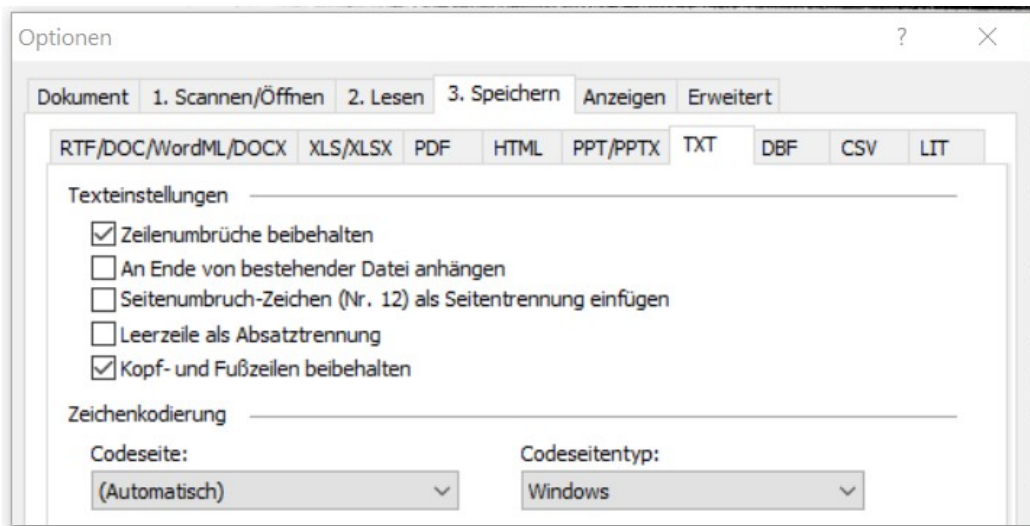 Optionen ?
Dokument 1. Scannen/Öffnen 2. Lesen 3. Speichern Anzeigen Erweitert
RTF/DOC/WordML/DOCX XLS/XLSX PDF HTML PPT/PPTX TXT DBF CSV LIT
Texteinstellungen
Zeilenumbrüche beibehalten
An Ende von bestehender Datei anhängen
Seitenumbruch-Zeichen (Nr. 12) als Seitentrennung einfügen
Leerzeile als Absatztrennung
Kopf- und Fußzeilen beibehalten
Zeichenkodierung
Codeseite: Codeseitentyp:
(Automatisch) Windows